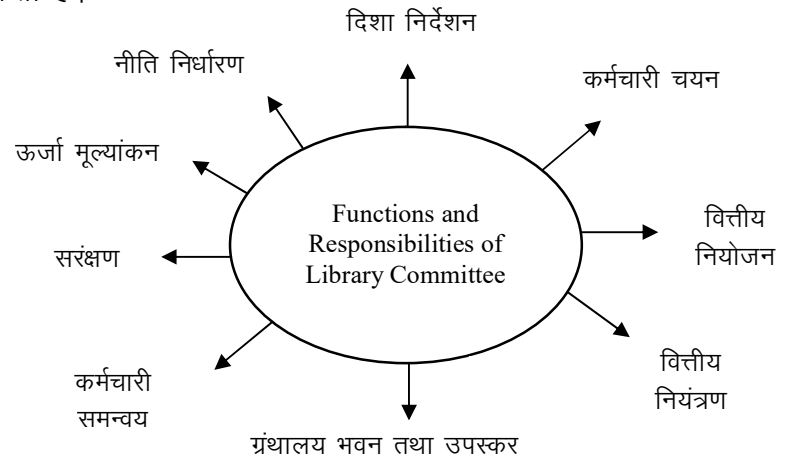 दिशा निर्देशन
नीति निर्धारण
कर्मचारी चयन
ऊर्जा मूल्यांकन
Functions and
Responsibilities of
Library Committee
वित्तीय
नियोजन
सरंक्षण
वित्तीय
नियंत्रण
कर्मचारी
समन्वय
ग्रंथालय भवन तथा उपस्कर